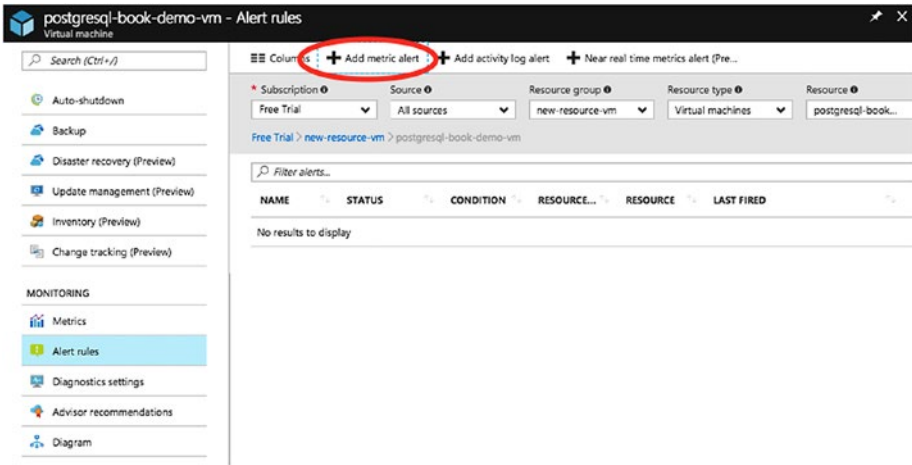 postgresql-book-demo-vm - Alert rules
Virtual machine
Search (Ctrl+/)
Auto-shutdown
Backup
Disaster recovery (Preview)
Update management (Preview)
Inventory (Preview)
Change tracking (Preview)
MONITORING
Metrics
Alert rules
Diagnostics settings
Advisor recommendations
Diagram
Columns Add metric alert Add activity log alert Near real time metrics alert (Pre...
* Subscription Source Resource group Resource type Resource
Free Trial All sources new-resource-vm Virtual machines postgresql-book...
Free Trial > new-resource-vm > postgresql-book-demo-vm
Filter alerts...
NAME STATUS CONDITION RESOURCE... RESOURCE LAST FIRED
No results to display